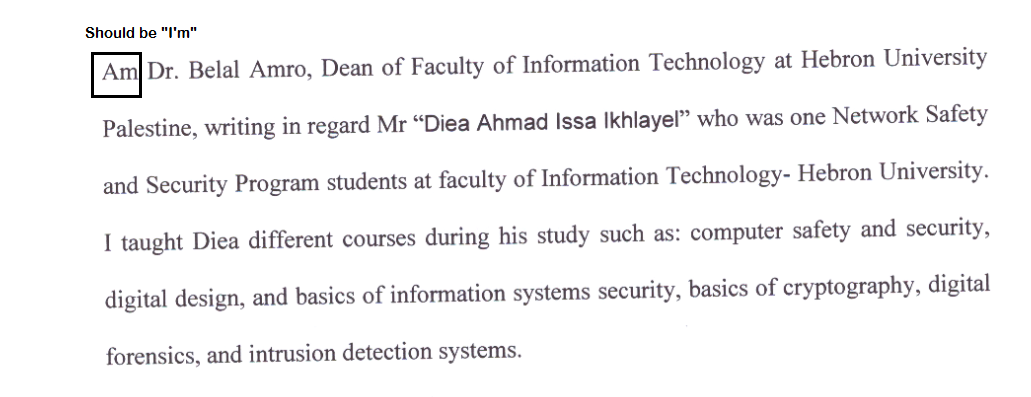 Should be "I'm"
Am Dr. Belal Amro, Dean of Faculty of Information Technology at Hebron University
Palestine, writing in regard Mr “Diea Ahmad Issa Ikhlayel” who was one Network Safety
and Security Program students at faculty of Information Technology- Hebron University.
I taught Diea different courses during his study such as: computer safety and security,
digital design, and basics of information systems security, basics of cryptography, digital
forensics, and intrusion detection systems.